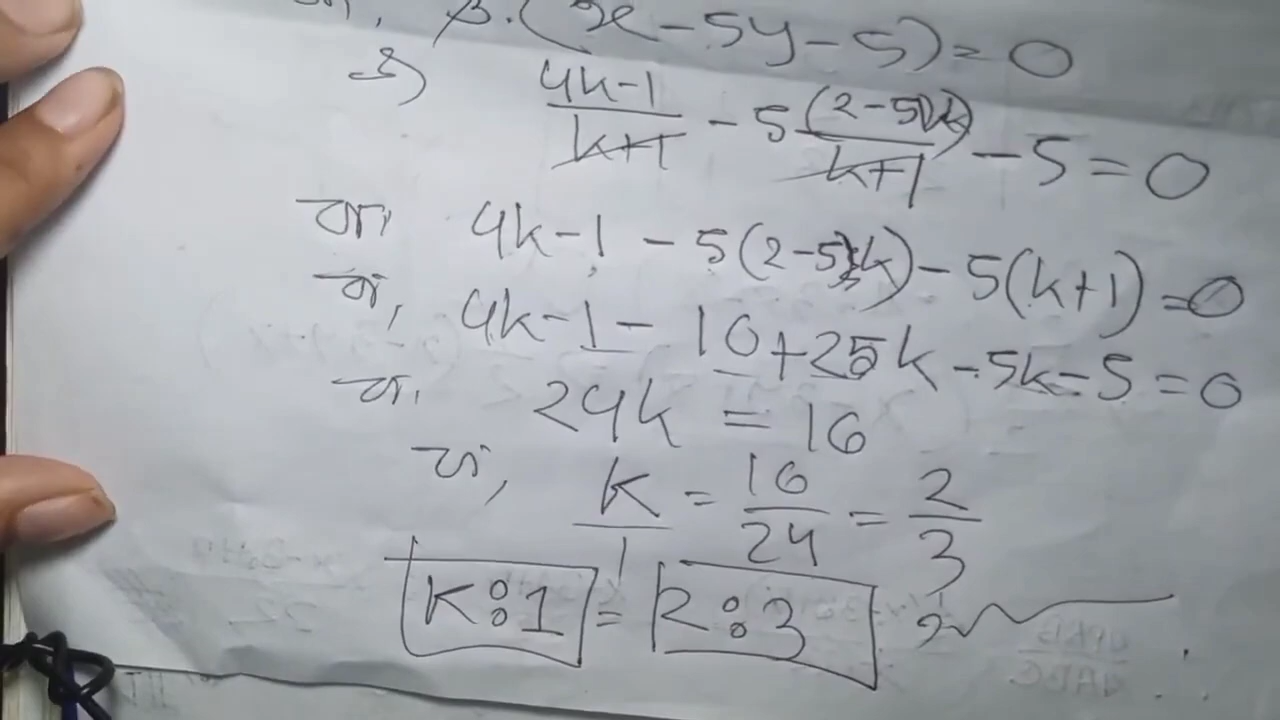 β.(x-5y-5)=0
⇒) (4k-1)/(k+1) - 5(2-5k)/(k+1) - 5 = 0
বা, 4k-1 - 5(2-5k) - 5(k+1) = 0
বা, 4k-1 - 10+25k - 5k-5 = 0
বা, 24k = 16
বা, k/1 = 16/24 = 2/3
K:1 = 2:3